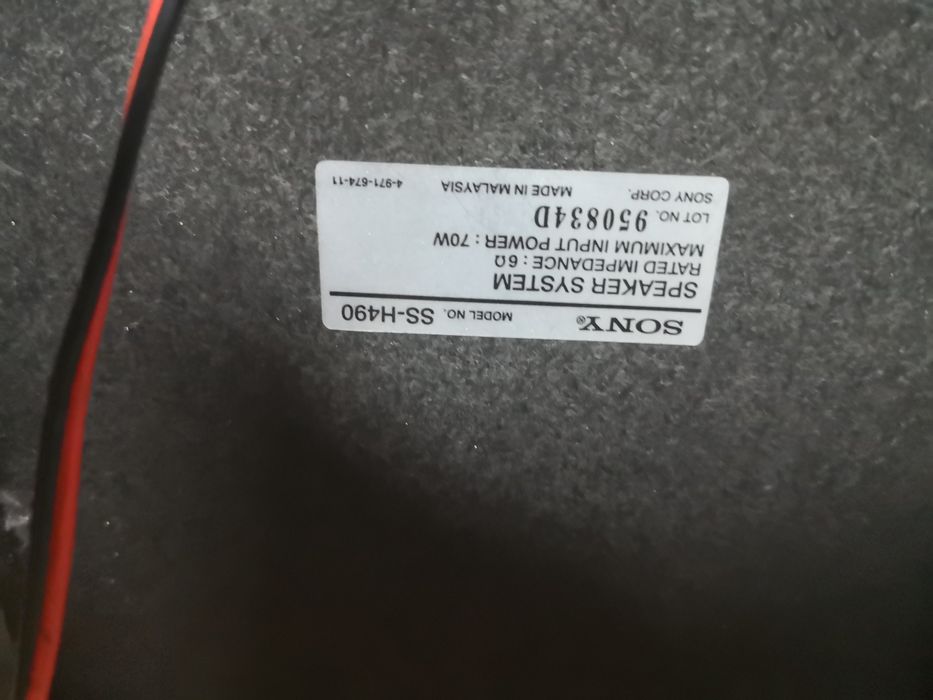 SONY® MODEL NO. SS-H490
SPEAKER SYSTEM
RATED IMPEDANCE : 6Ω
MAXIMUM INPUT POWER : 70W
LOT NO. 950834D
SONY CORP. MADE IN MALAYSIA 4-971-674-11